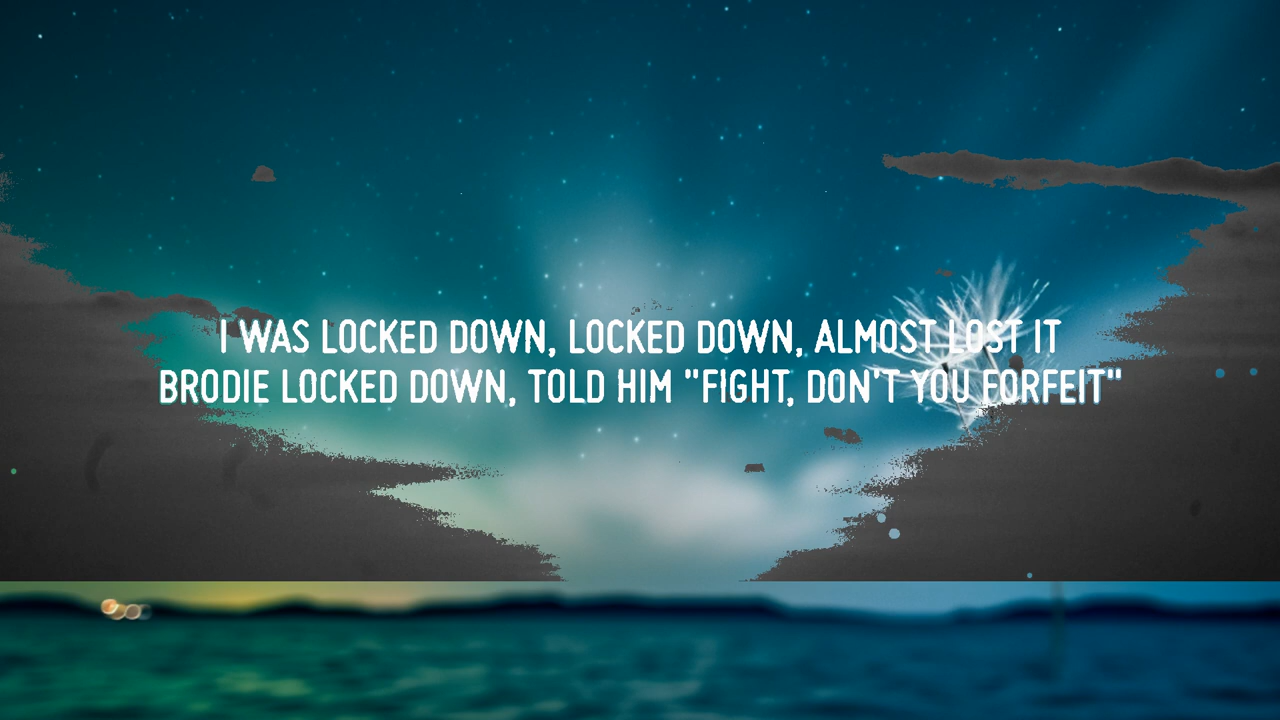 I WAS LOCKED DOWN, LOCKED DOWN, ALMOST LOST IT
BRODIE LOCKED DOWN, TOLD HIM "FIGHT, DON'T YOU FORFEIT"